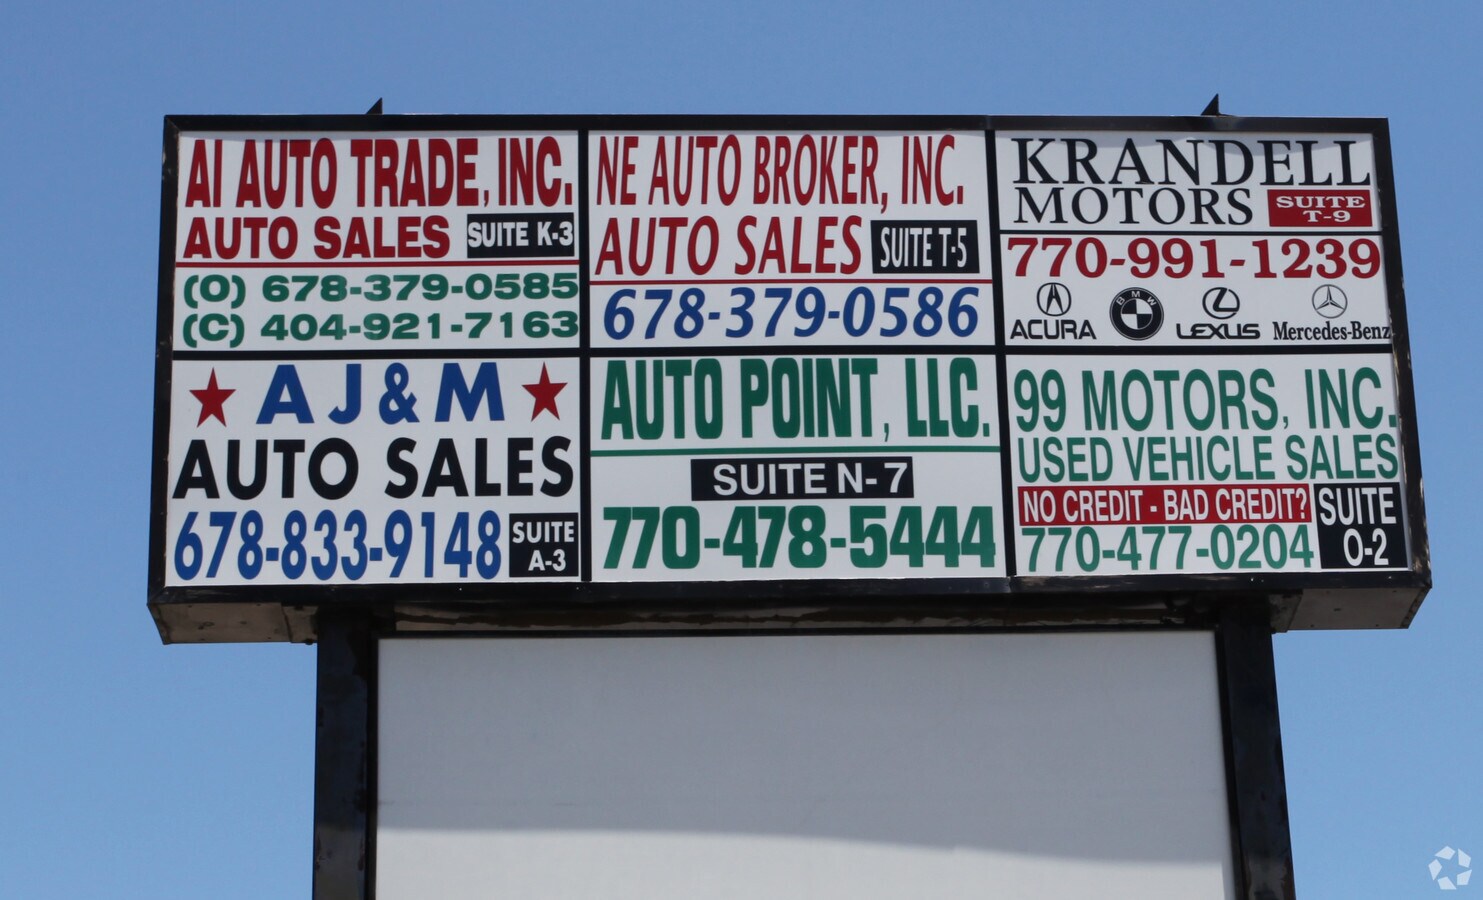 AI AUTO TRADE, INC.
AUTO SALES SUITE K-3
(O) 678-379-0585
(C) 404-921-7163
NE AUTO BROKER, INC.
AUTO SALES SUITE T-5
678-379-0586
KRANDELL
MOTORS SUITE T-9
770-991-1239
BMW
ACURA LEXUS Mercedes-Benz
AJ&M
AUTO SALES
678-833-9148 SUITE A-3
AUTO POINT, LLC.
SUITE N-7
770-478-5444
99 MOTORS, INC.
USED VEHICLE SALES
NO CREDIT - BAD CREDIT? SUITE O-2
770-477-0204